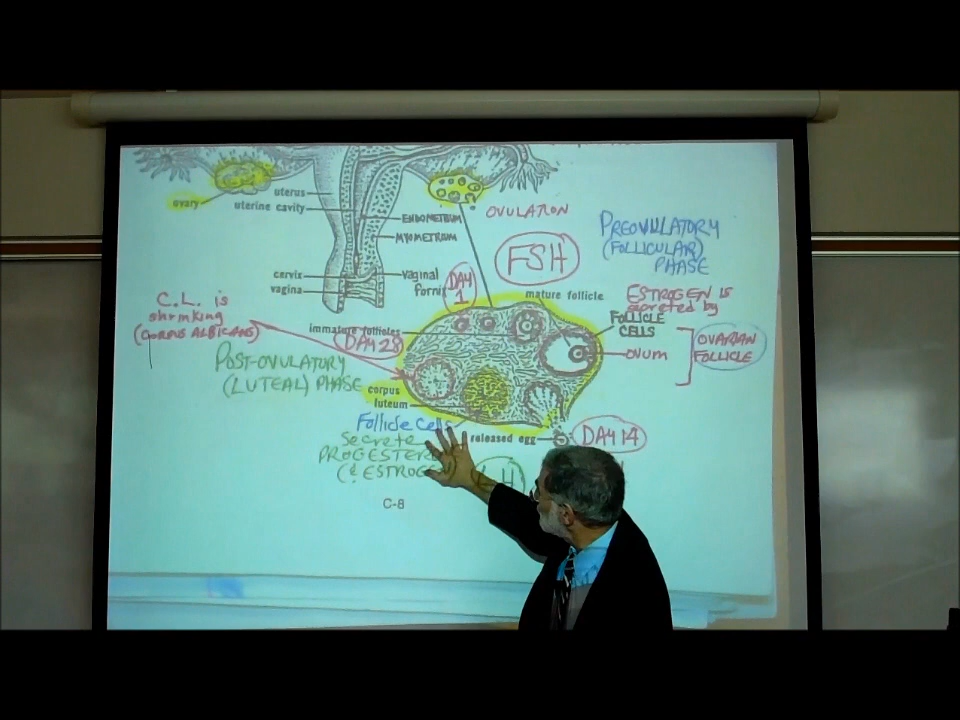 uterus
ovary
uterine cavity
ENDOMETRIUM
MYOMETRIUM
OVULATION
FSH
PREOVULATORY
(FOLLICULAR)
PHASE
cervix
vagina
vaginal
fornix
DAY
1
mature follicle
ESTROGEN is
secreted by
FOLLICLE
CELLS
OVUM
OVARIAN
FOLLICLE
C.L. is
shrinking
(CORPUS ALBICANS)
immature follicles
DAY 28
POST-OVULATORY
(LUTEAL) PHASE
corpus
luteum
Follicle Cells
secrete
released egg
DAY 14
C-8